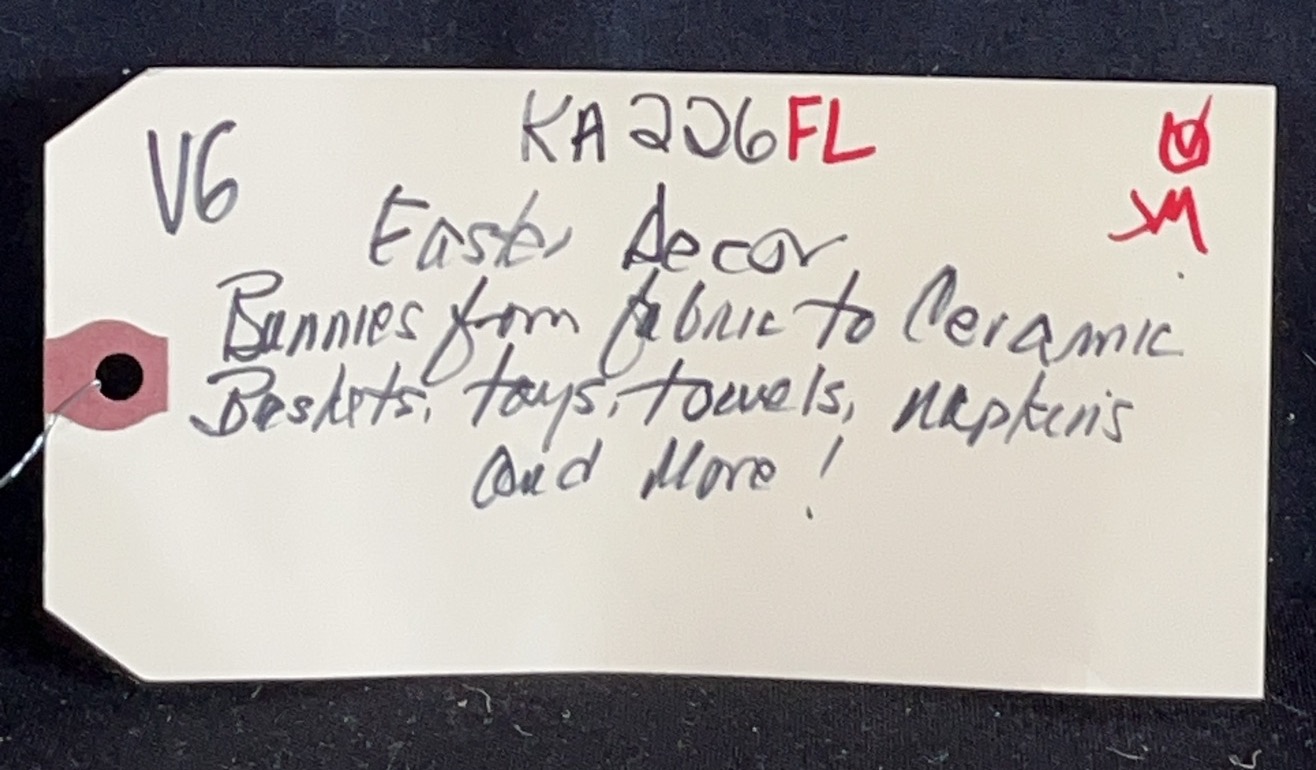 KA226FL
V6
Easter Decor
Bunnies from fabric to Ceramic
Baskets, toys, towels, napkins
and More!